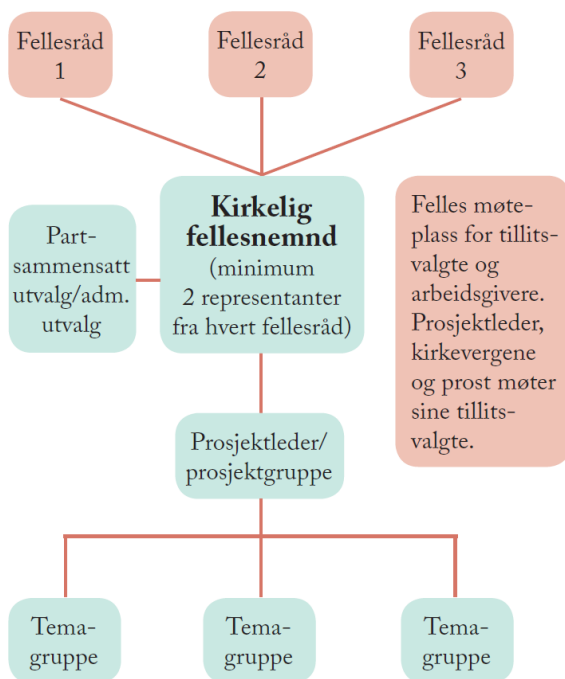 Fellesråd
1
Fellesråd
2
Fellesråd
3
Part-
sammensatt
utvalg/adm.
utvalg
Kirkelig
fellesnemnd
(minimum
2 representanter
fra hvert fellesråd)
Felles møte-
plass for tillits-
valgte og
arbeidsgivere.
Prosjektleder,
kirkevergene
og prost møter
sine tillits-
valgte.
Prosjektleder/
prosjektgruppe
Tema-
gruppe
Tema-
gruppe
Tema-
gruppe